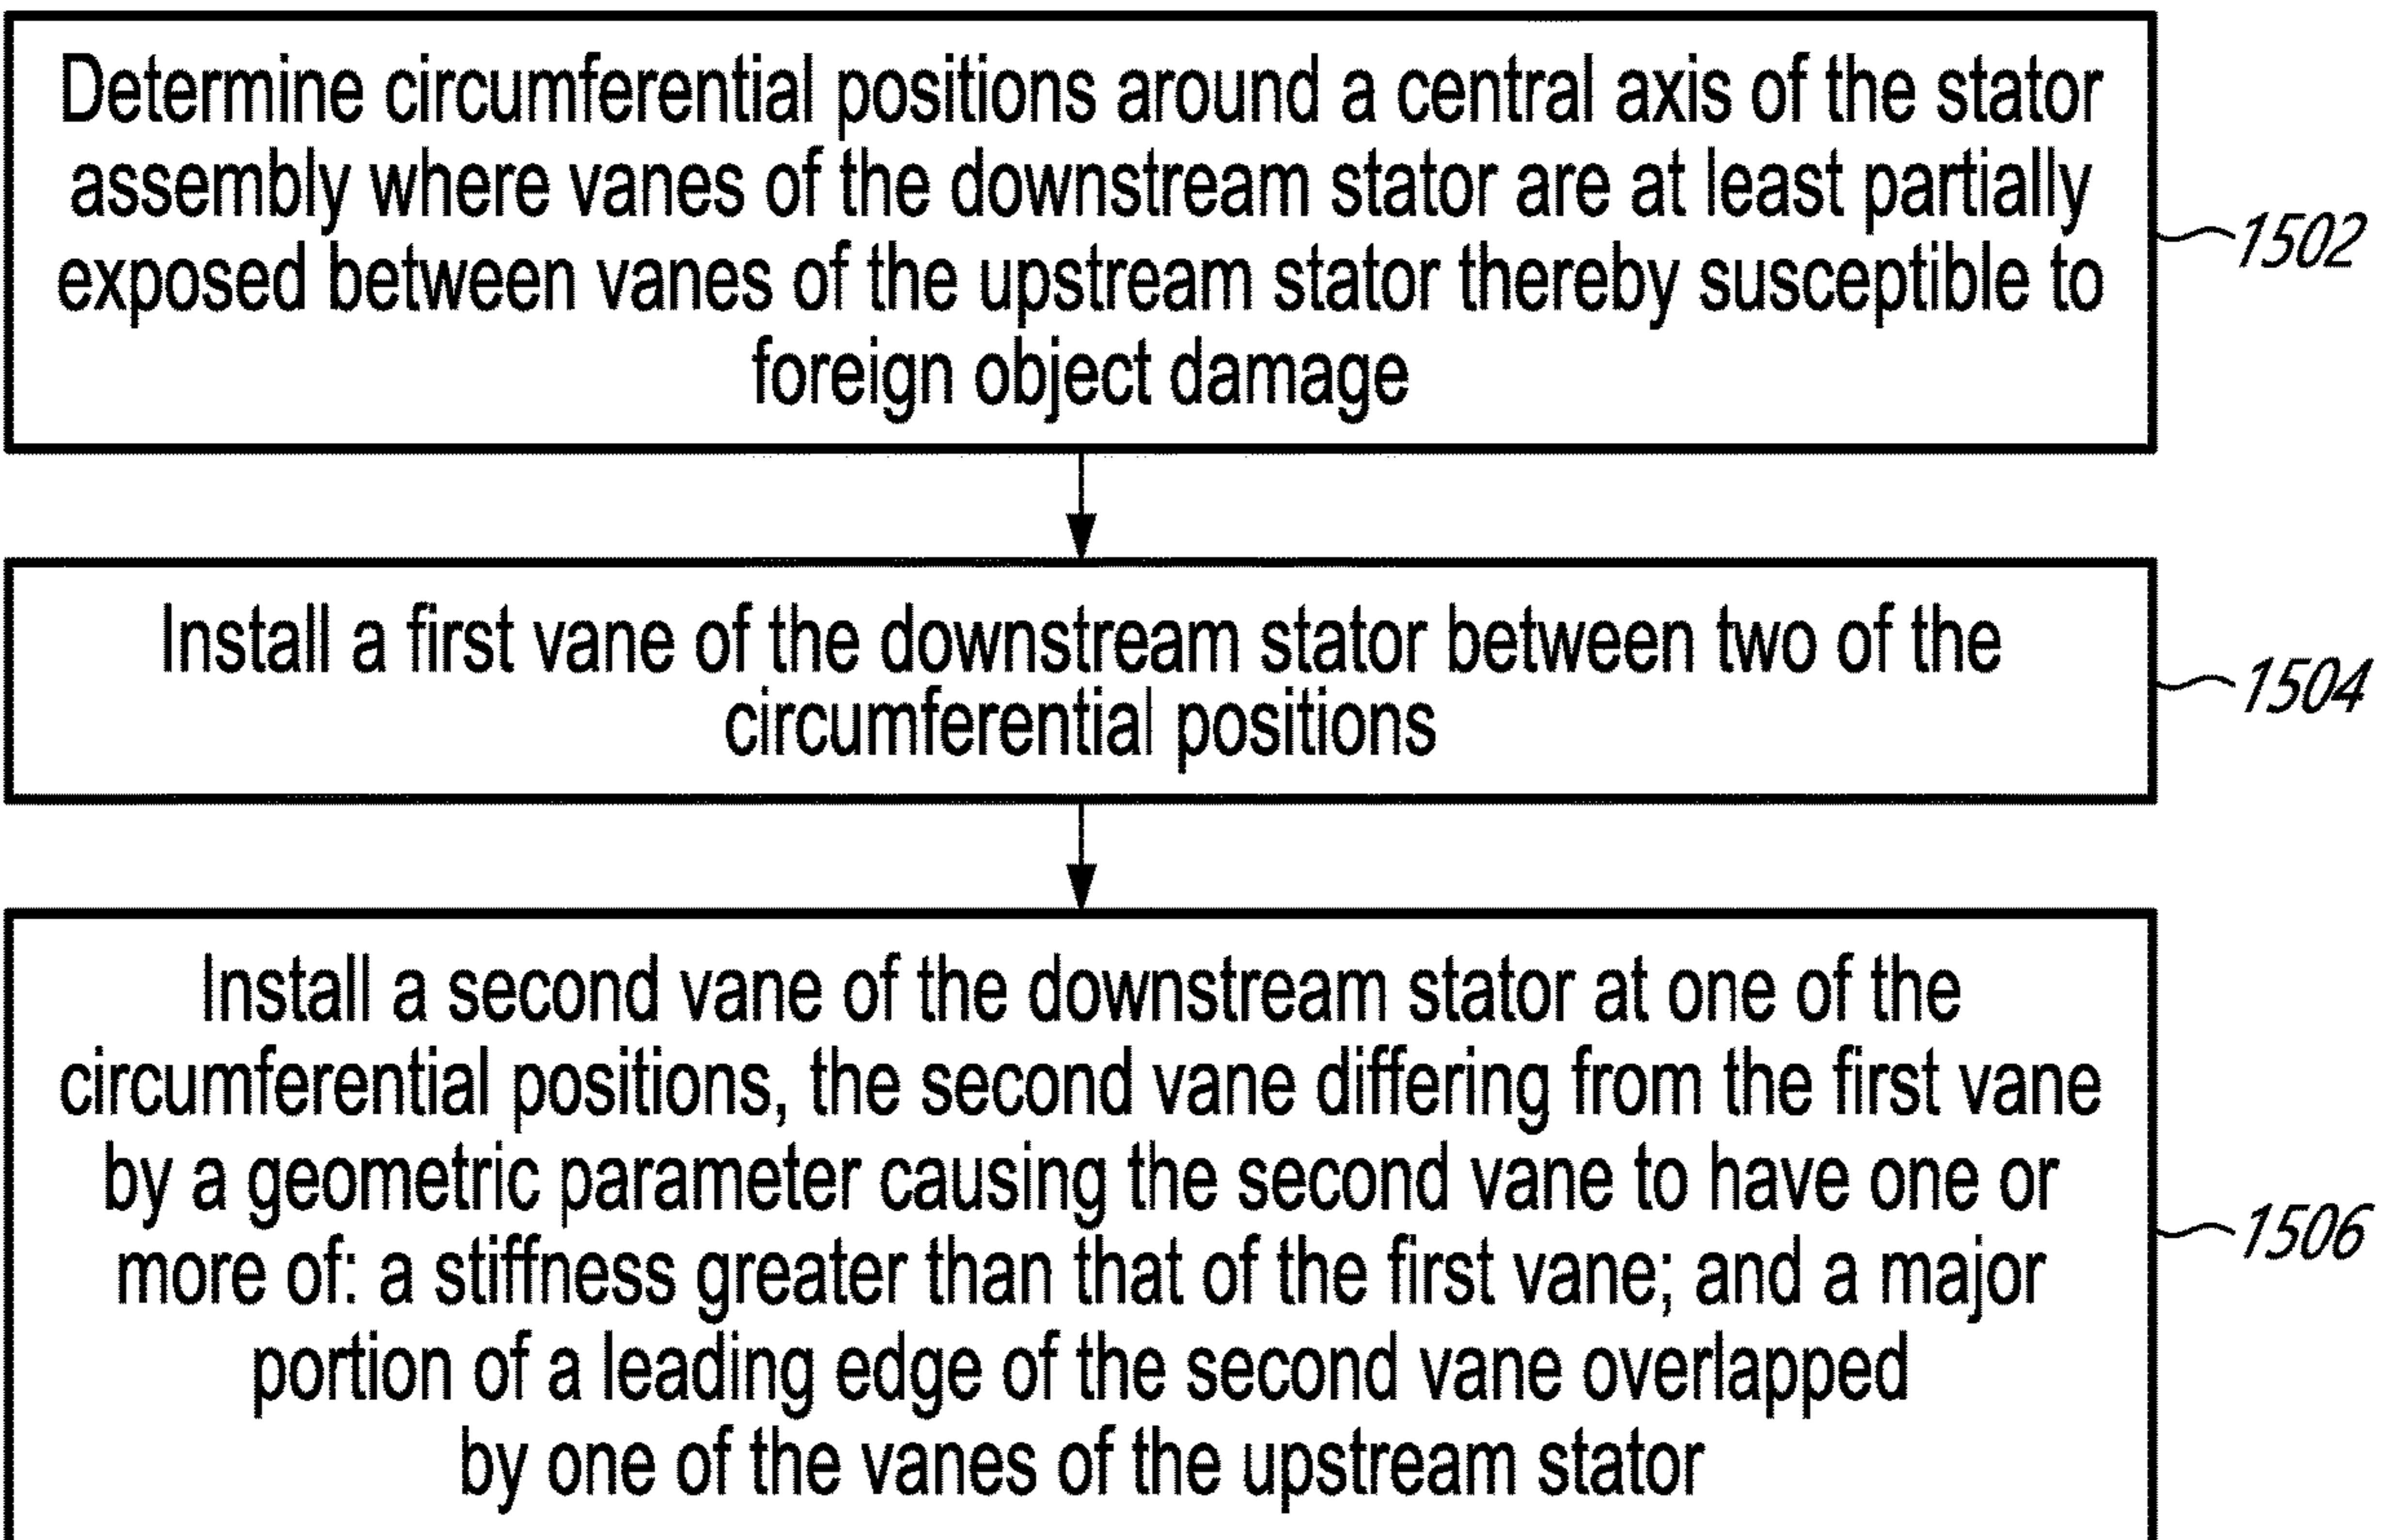 Determine circumferential positions around a central axis of the stator
assembly where vanes of the downstream stator are at least partially
exposed between vanes of the upstream stator thereby susceptible to
foreign object damage
1502
Install a first vane of the downstream stator between two of the
circumferential positions
1504
Install a second vane of the downstream stator at one of the
circumferential positions, the second vane differing from the first vane
by a geometric parameter causing the second vane to have one or
more of: a stiffness greater than that of the first vane; and a major
portion of a leading edge of the second vane overlapped
by one of the vanes of the upstream stator
1506